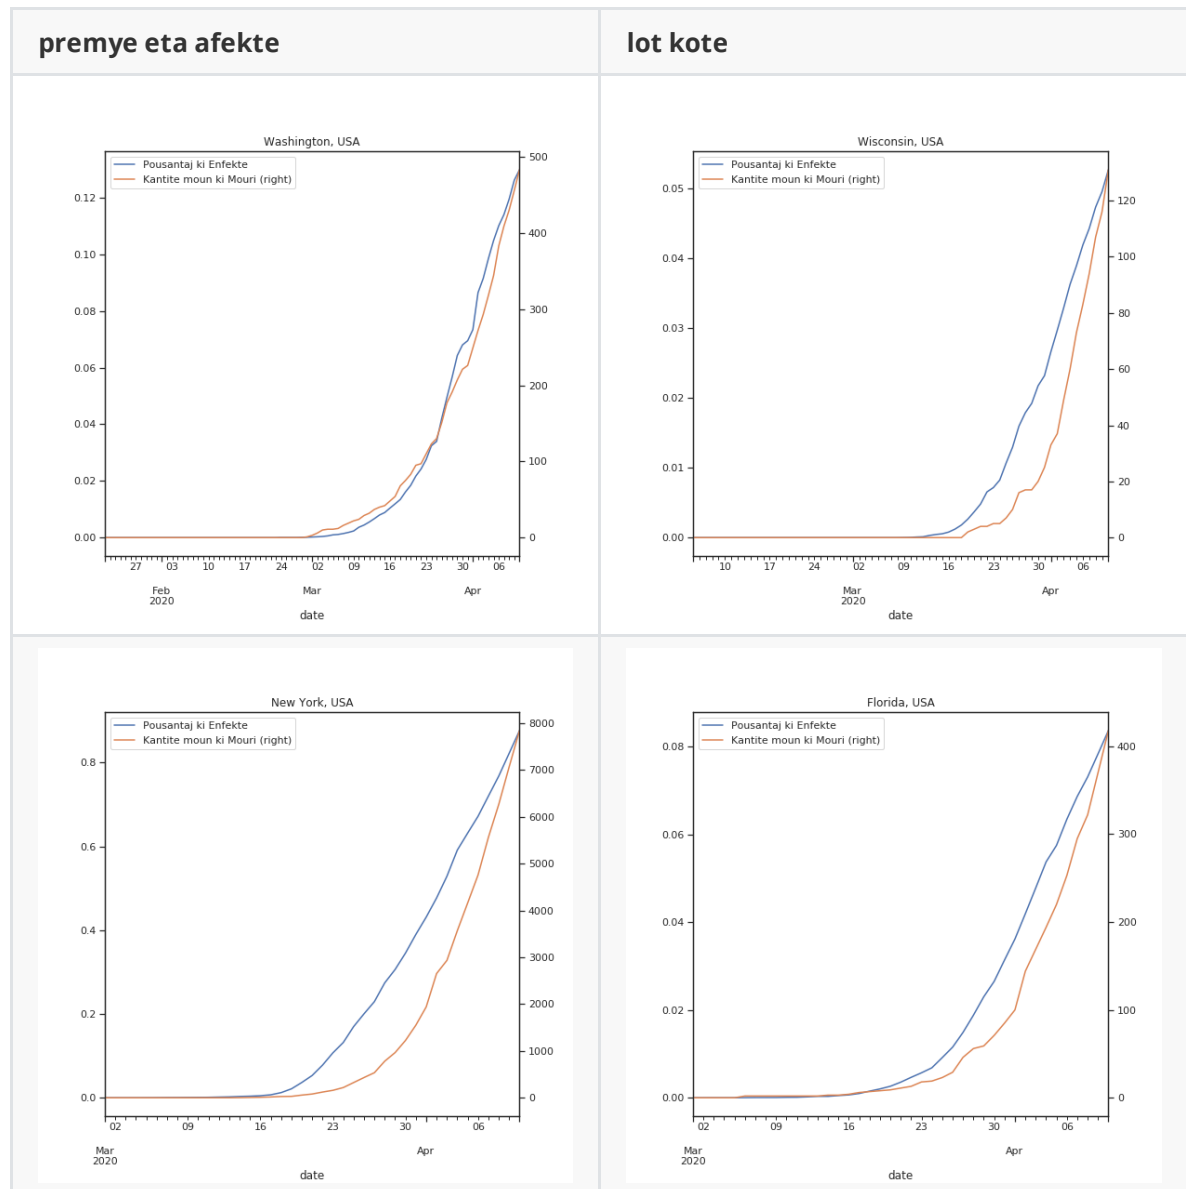 premye eta afekte
lot kote
Washington, USA
Pousantaj ki Enfekte
Kantite moun ki Mouri (right)
0.12
0.10
0.08
0.06
0.04
0.02
0.00
500
400
300
200
100
0
27 03 10 17 24 02 09 16 23 30 06
Feb Mar Apr
2020
date
Wisconsin, USA
Pousantaj ki Enfekte
Kantite moun ki Mouri (right)
0.05
0.04
0.03
0.02
0.01
0.00
120
100
80
60
40
20
0
10 17 24 02 09 16 23 30 06
Mar Apr
2020
date
New York, USA
Pousantaj ki Enfekte
Kantite moun ki Mouri (right)
0.8
0.6
0.4
0.2
0.0
8000
7000
6000
5000
4000
3000
2000
1000
0
02 09 16 23 30 06
Mar Apr
2020
date
Florida, USA
Pousantaj ki Enfekte
Kantite moun ki Mouri (right)
0.08
0.06
0.04
0.02
0.00
400
300
200
100
0
02 09 16 23 30 06
Mar Apr
2020
date